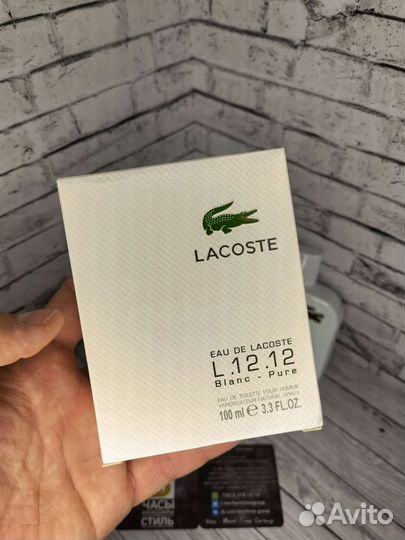 LACOSTE
EAU DE LACOSTE
L.12.12
Blanc - Pure
EAU DE TOILETTE POUR HOMME
VAPORISATEUR NATURAL SPRAY
100 ml e 3.3 FL.OZ.
ЧАСЫ
СТИЛЬ
Avito